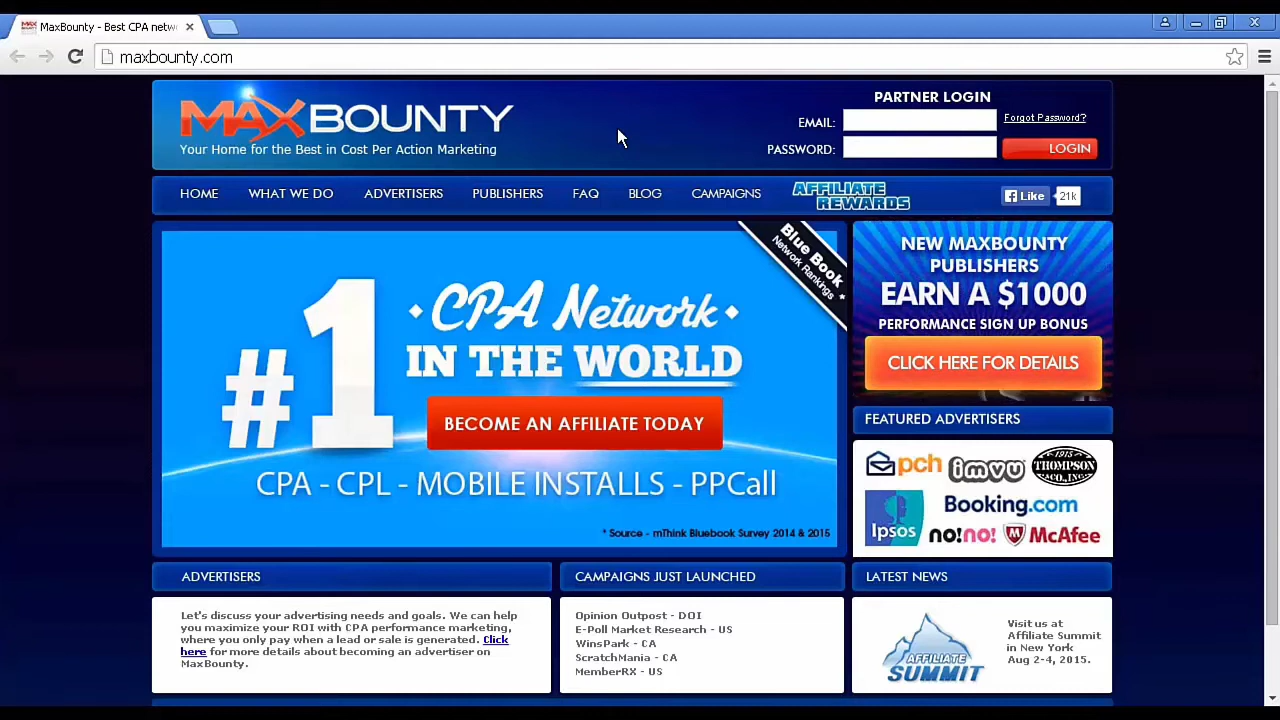 MaxBounty - Best CPA netw
maxbounty.com
MAXBOUNTY
Your Home for the Best in Cost Per Action Marketing
PARTNER LOGIN
EMAIL:
Forgot Password?
PASSWORD:
LOGIN
HOME WHAT WE DO ADVERTISERS PUBLISHERS FAQ BLOG CAMPAIGNS AFFILIATE REWARDS Like 21k
Blue Book
Network Rankings *
#1 CPA Network
IN THE WORLD
BECOME AN AFFILIATE TODAY
CPA - CPL - MOBILE INSTALLS - PPCall
* Source - mThink Bluebook Survey 2014 & 2015
NEW MAXBOUNTY
PUBLISHERS
EARN A $1000
PERFORMANCE SIGN UP BONUS
CLICK HERE FOR DETAILS
FEATURED ADVERTISERS
pch imvu 1915 THOMPSON & CO., INC.
Ipsos Booking.com
no!no! McAfee
ADVERTISERS
Let's discuss your advertising needs and goals. We can help
you maximize your ROI with CPA performance marketing,
where you only pay when a lead or sale is generated. Click
here for more details about becoming an advertiser on
MaxBounty.
CAMPAIGNS JUST LAUNCHED
Opinion Outpost - DOI
E-Poll Market Research - US
WinsPark - CA
ScratchMania - CA
MemberRX - US
LATEST NEWS
AFFILIATE
SUMMIT
Visit us at
Affiliate Summit
in New York
Aug 2-4, 2015.